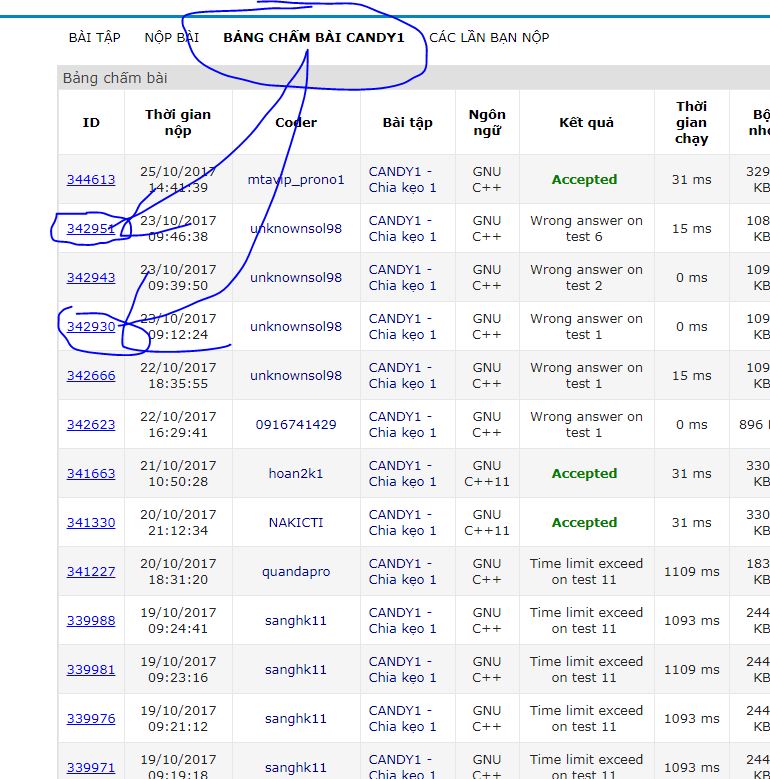 BÀI TẬP NỘP BÀI BẢNG CHẤM BÀI CANDY1 CÁC LẦN BẠN NỘP
Bảng chấm bài
ID Thời gian nộp Coder Bài tập Ngôn ngữ Kết quả Thời gian chạy Bộ nhớ
344613 25/10/2017 14:41:39 mtavip_prono1 CANDY1 - Chia kẹo 1 GNU C++ Accepted 31 ms 329 KB
342951 23/10/2017 09:46:38 unknownsol98 CANDY1 - Chia kẹo 1 GNU C++ Wrong answer on test 6 15 ms 108 KB
342943 23/10/2017 09:39:50 unknownsol98 CANDY1 - Chia kẹo 1 GNU C++ Wrong answer on test 2 0 ms 109 KB
342930 23/10/2017 09:12:24 unknownsol98 CANDY1 - Chia kẹo 1 GNU C++ Wrong answer on test 1 0 ms 109 KB
342666 22/10/2017 18:35:55 unknownsol98 CANDY1 - Chia kẹo 1 GNU C++ Wrong answer on test 1 15 ms 109 KB
342623 22/10/2017 16:29:41 0916741429 CANDY1 - Chia kẹo 1 GNU C++ Wrong answer on test 1 0 ms 896
341663 21/10/2017 10:50:28 hoan2k1 CANDY1 - Chia kẹo 1 GNU C++11 Accepted 31 ms 330 KB
341330 20/10/2017 21:12:34 NAKICTI CANDY1 - Chia kẹo 1 GNU C++11 Accepted 31 ms 330 KB
341227 20/10/2017 18:31:20 quandapro CANDY1 - Chia kẹo 1 GNU C++ Time limit exceed on test 11 1109 ms 183 KB
339988 19/10/2017 09:24:41 sanghk11 CANDY1 - Chia kẹo 1 GNU C++ Time limit exceed on test 11 1093 ms 244 KB
339981 19/10/2017 09:23:16 sanghk11 CANDY1 - Chia kẹo 1 GNU C++ Time limit exceed on test 11 1109 ms 244 KB
339976 19/10/2017 09:21:12 sanghk11 CANDY1 - Chia kẹo 1 GNU C++ Time limit exceed on test 11 1093 ms 244 KB
339971 19/10/2017 09:19:18 sanghk11 CANDY1 - Chia kẹo 1 GNU C++ Time limit exceed on test 11 1093 ms 244 KB